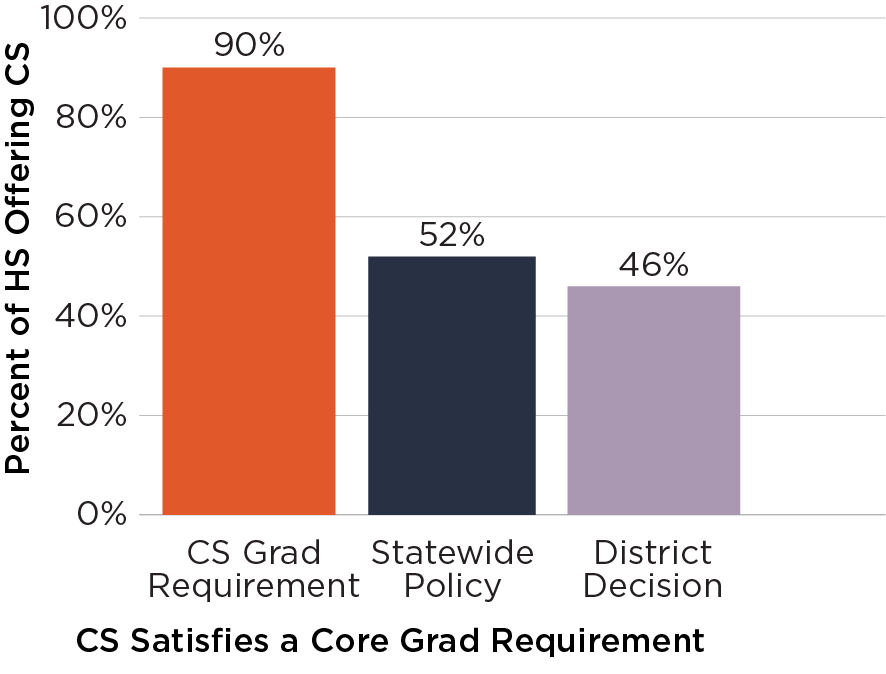 Percent of HS Offering CS
100%
80%
60%
40%
20%
0%
90%
52%
46%
CS Grad
Requirement
Statewide
Policy
District
Decision
CS Satisfies a Core Grad Requirement